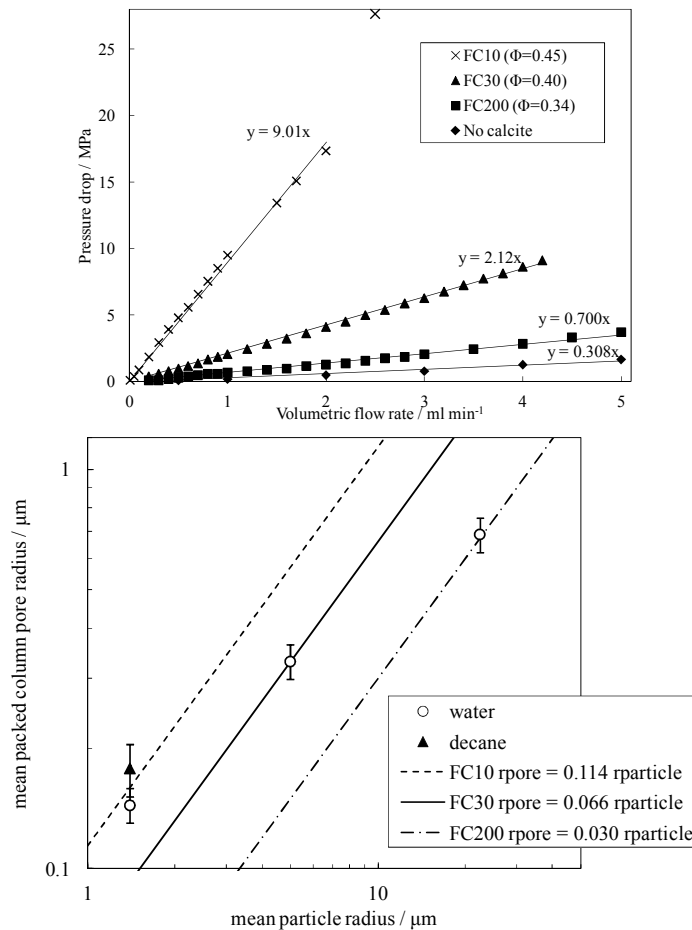 25
20
15
10
5
0
0
1
2
3
4
5
Pressure drop / MPa
Volumetric flow rate / ml min⁻¹
FC10 (Φ=0.45)
FC30 (Φ=0.40)
FC200 (Φ=0.34)
No calcite
y = 9.01x
y = 2.12x
y = 0.700x
y = 0.308x
1
0.1
1
10
mean packed column pore radius / μm
mean particle radius / μm
water
decane
FC10 rpore = 0.114 rparticle
FC30 rpore = 0.066 rparticle
FC200 rpore = 0.030 rparticle